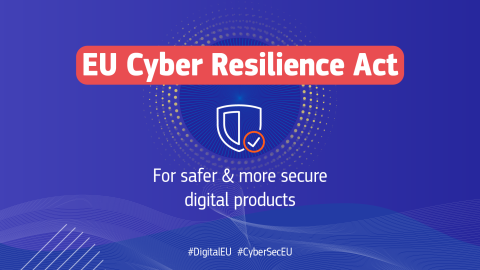 EU Cyber Resilience Act
For safer & more secure
digital products
#DigitalEU #CyberSecEU